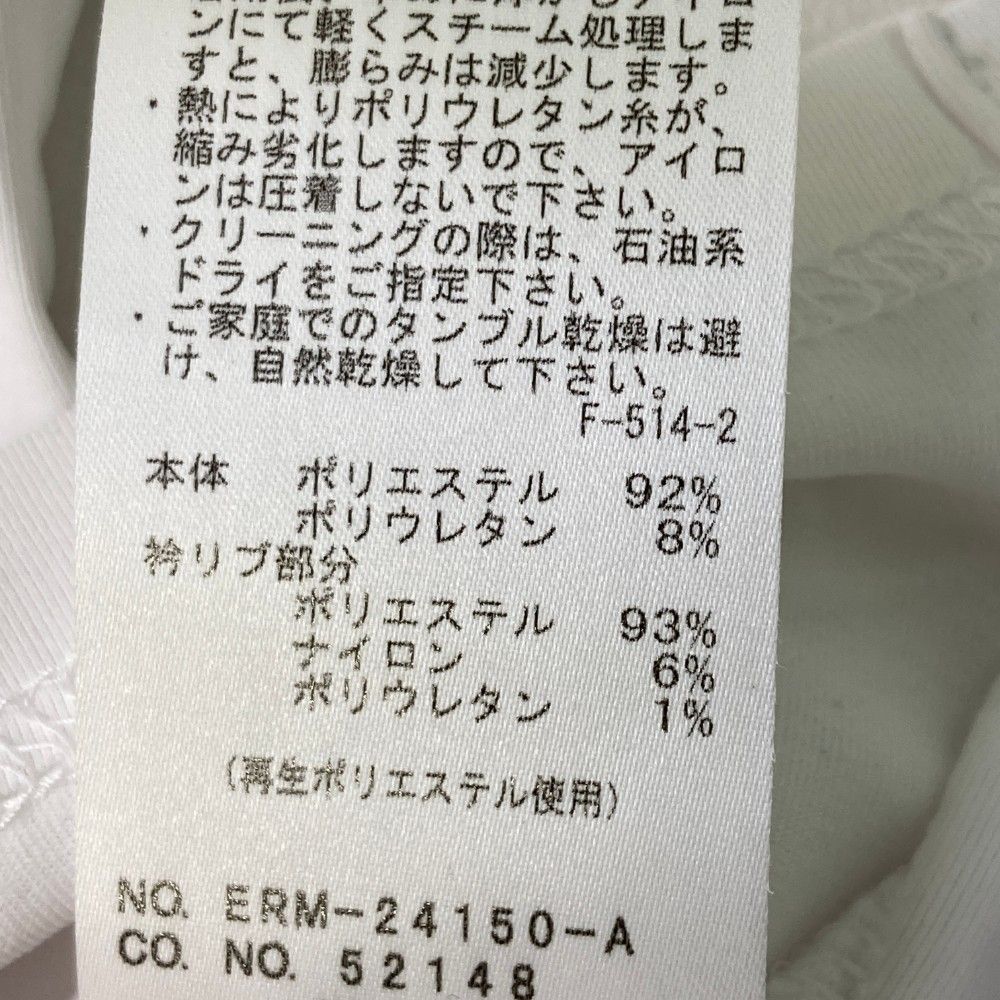 ンにて軽くスチーム処理しま
すと、膨らみは減少します。
・熱によりポリウレタン糸が、
縮み劣化しますので、アイロ
ンは圧着しないで下さい。
・クリーニングの際は、石油系
ドライをご指定下さい。
・ご家庭でのタンブル乾燥は避
け、自然乾燥して下さい。
F-514-2
本体 ポリエステル 92%
ポリウレタン 8%
衿リブ部分
ポリエステル 93%
ナイロン 6%
ポリウレタン 1%
(再生ポリエステル使用)
NO. ERM-24150-A
CO. NO. 52148